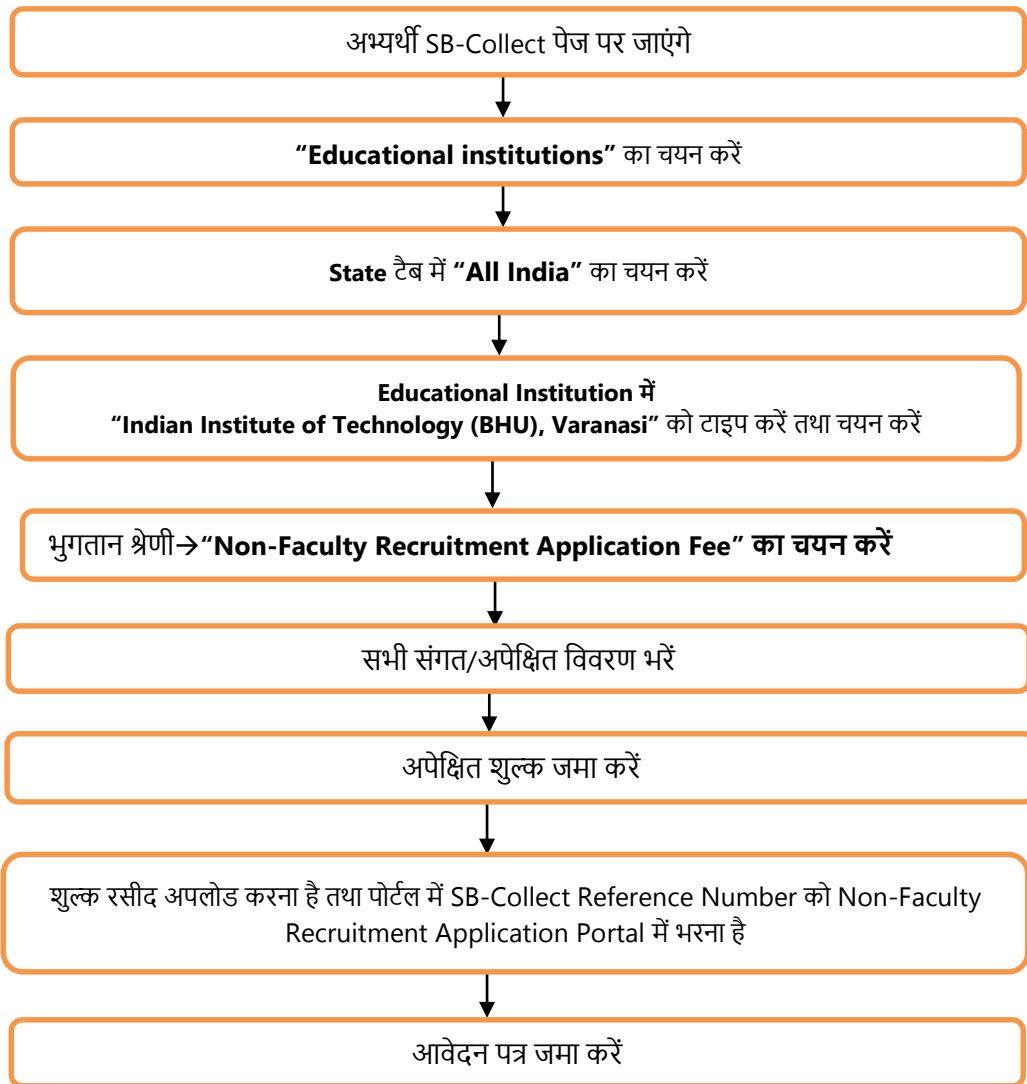 अभ्यर्थी SB-Collect पेज पर जाएंगे
“Educational institutions” का चयन करें
State टैब में “All India” का चयन करें
Educational Institution में
“Indian Institute of Technology (BHU), Varanasi” को टाइप करें तथा चयन करें
भुगतान श्रेणी→“Non-Faculty Recruitment Application Fee” का चयन करें
सभी संगत/अपेक्षित विवरण भरें
अपेक्षित शुल्क जमा करें
शुल्क रसीद अपलोड करना है तथा पोर्टल में SB-Collect Reference Number को Non-Faculty
Recruitment Application Portal में भरना है
आवेदन पत्र जमा करें